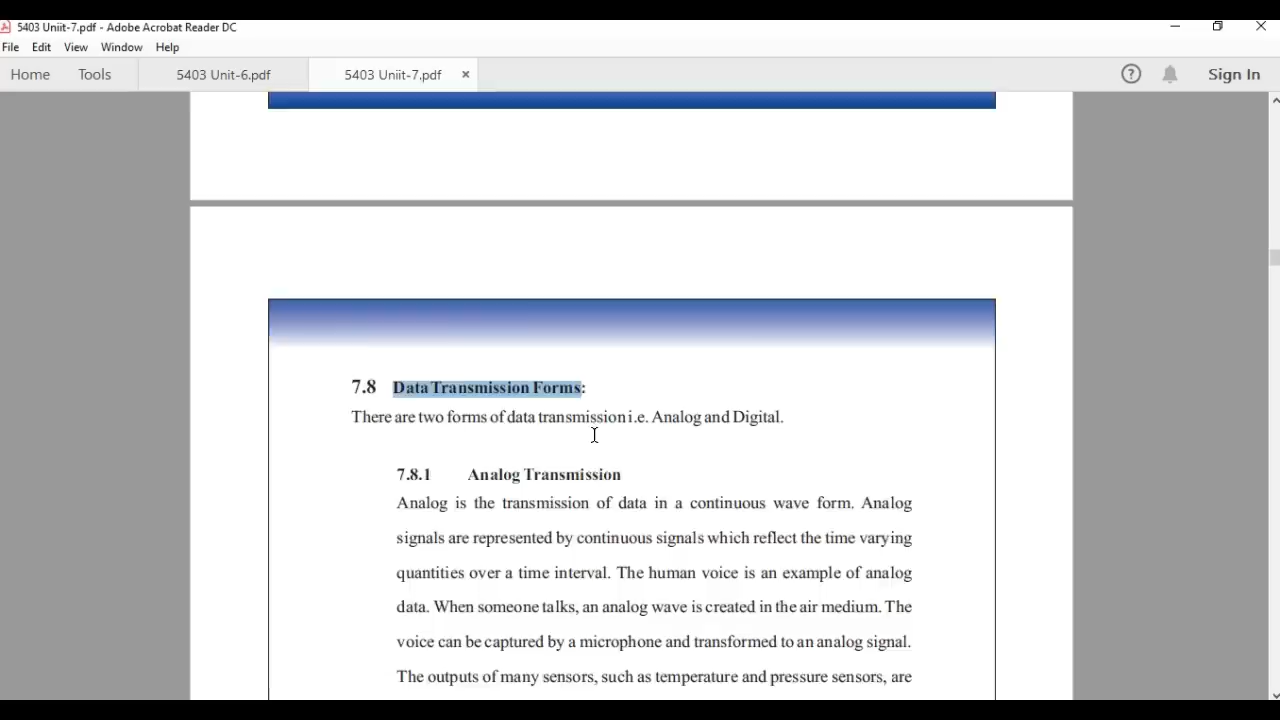 5403 Uniit-7.pdf - Adobe Acrobat Reader DC
File Edit View Window Help
Home Tools 5403 Unit-6.pdf 5403 Uniit-7.pdf × ? Sign In
7.8 Data Transmission Forms:
There are two forms of data transmission i.e. Analog and Digital.
7.8.1 Analog Transmission
Analog is the transmission of data in a continuous wave form. Analog
signals are represented by continuous signals which reflect the time varying
quantities over a time interval. The human voice is an example of analog
data. When someone talks, an analog wave is created in the air medium. The
voice can be captured by a microphone and transformed to an analog signal.
The outputs of many sensors, such as temperature and pressure sensors, are